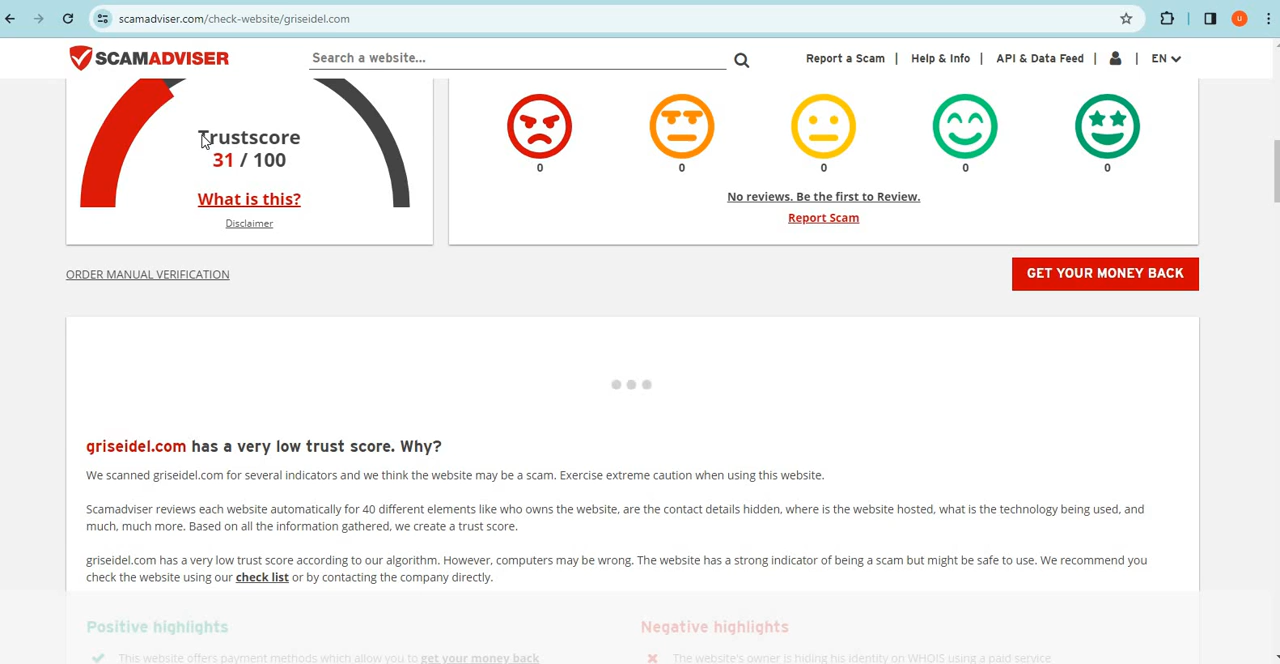 scamadviser.com/check-website/griseidel.com
SCAMADVISER
Search a website...
Report a Scam | Help & Info | API & Data Feed | | EN
Trustscore
31 / 100
What is this?
Disclaimer
0 0 0 0 0
No reviews. Be the first to Review.
Report Scam
ORDER MANUAL VERIFICATION
GET YOUR MONEY BACK
griseidel.com has a very low trust score. Why?
We scanned griseidel.com for several indicators and we think the website may be a scam. Exercise extreme caution when using this website.
Scamadviser reviews each website automatically for 40 different elements like who owns the website, are the contact details hidden, where is the website hosted, what is the technology being used, and
much, much more. Based on all the information gathered, we create a trust score.
griseidel.com has a very low trust score according to our algorithm. However, computers may be wrong. The website has a strong indicator of being a scam but might be safe to use. We recommend you
check the website using our check list or by contacting the company directly.
Positive highlights
Negative highlights
This website offers payment methods which allow you to get your money back
The website's owner is hiding his identity on WHOIS using a paid service.